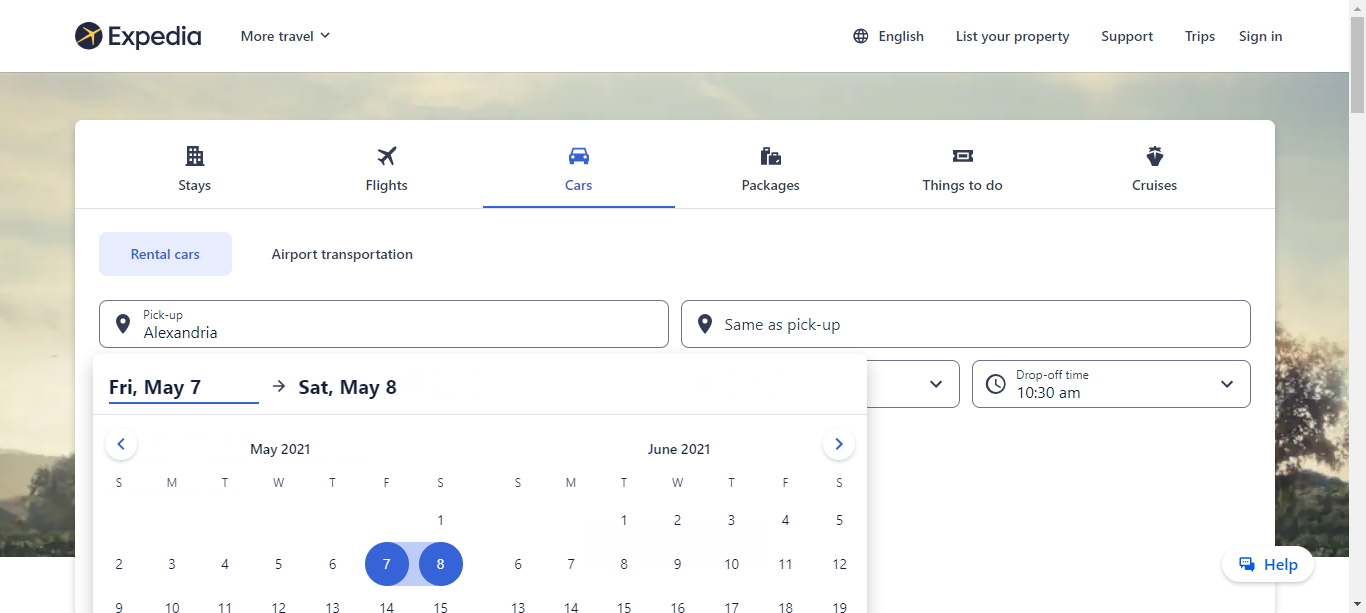 Expedia
More travel
English
List your property
Support
Trips
Sign in
Stays
Flights
Cars
Packages
Things to do
Cruises
Rental cars
Airport transportation
Pick-up
Alexandria
Same as pick-up
Fri, May 7
Sat, May 8
Drop-off time
10:30 am
May 2021
S M T W T F S
1
2 3 4 5 6 7 8
9 10 11 12 13 14 15
June 2021
S M T W T F S
1 2 3 4 5
6 7 8 9 10 11 12
13 14 15 16 17 18 19
Help